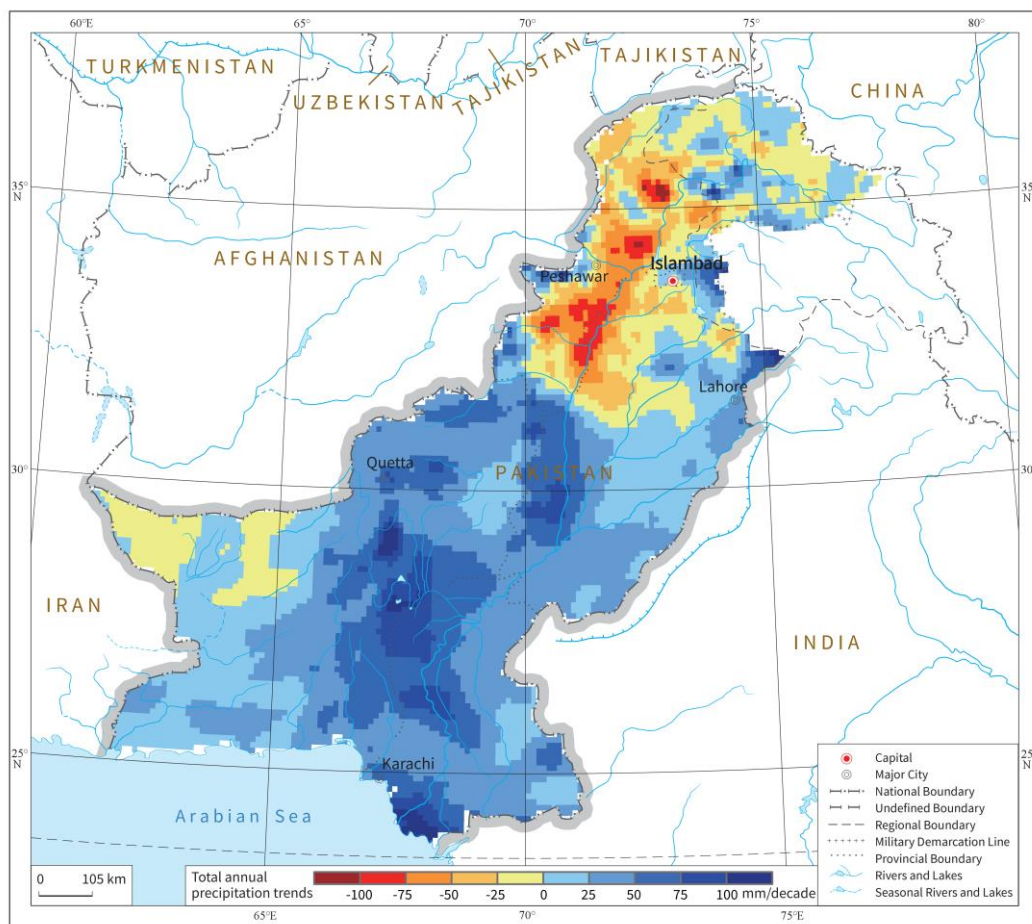 60°E 65° 70° 75° 80°
TURKMENISTAN
UZBEKISTAN
TAJIKISTAN
TAJIKISTAN
CHINA
35° N
35° N
AFGHANISTAN
Peshawar
Islambad
Lahore
30° N
30° N
Quetta
PAKISTAN
IRAN
INDIA
25° N
25° N
Karachi
Arabian Sea
Capital
Major City
National Boundary
Undefined Boundary
Regional Boundary
Military Demarcation Line
Provincial Boundary
Rivers and Lakes
Seasonal Rivers and Lakes
0 105 km
Total annual
precipitation trends
-100 -75 -50 -25 0 25 50 75 100 mm/decade
65°E 70° 75°